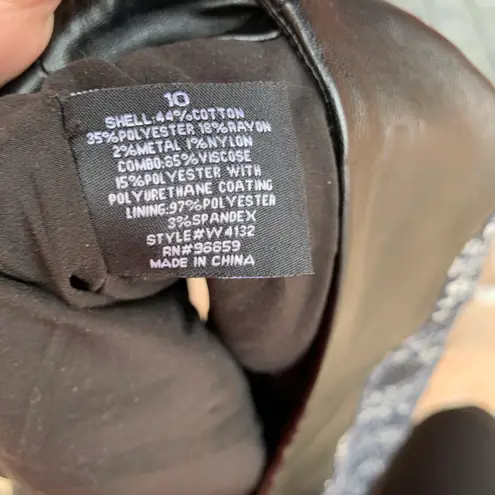 10
SHELL:44%COTTON
35%POLYESTER 18%RAYON
2%METAL 1%NYLON
COMBO:85%VISCOSE
15%POLYESTER WITH
POLYURETHANE COATING
LINING:97%POLYESTER
3%SPANDEX
STYLE#VV4132
RN#96659
MADE IN CHINA